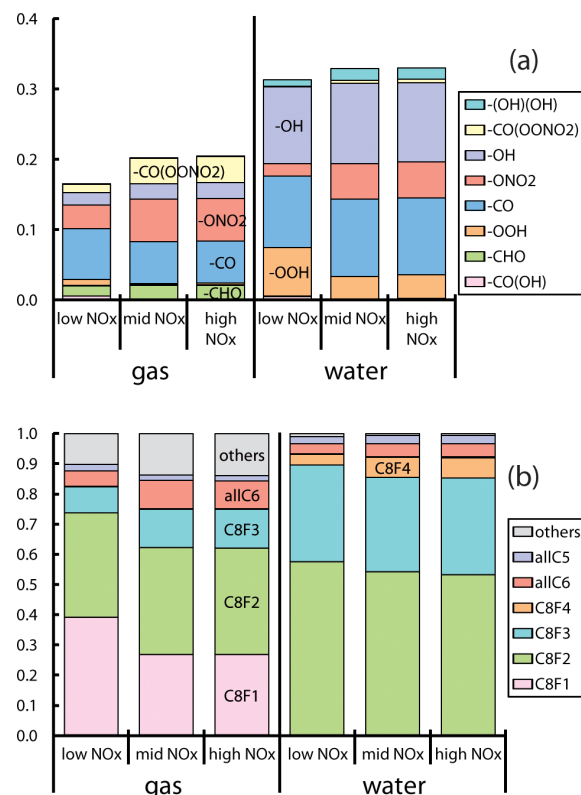 0.4
0.3
0.2
0.1
0.0
(a)
-OH
-OOH
-CO(OONO2)
-ONO2
-CO
-CHO
-(OH)(OH)
-CO(OONO2)
-OH
-ONO2
-CO
-OOH
-CHO
-CO(OH)
low NOx
mid NOx
high
NOx
low NOx
mid NOx
high
NOx
gas
water
1.0
0.9
0.8
0.7
0.6
0.5
0.4
0.3
0.2
0.1
0.0
(b)
others
allC6
C8F3
C8F2
C8F1
C8F4
others
allC5
allC6
C8F4
C8F3
C8F2
C8F1
low NOx
mid NOx
high NOx
low NOx
mid NOx
high NOx
gas
water